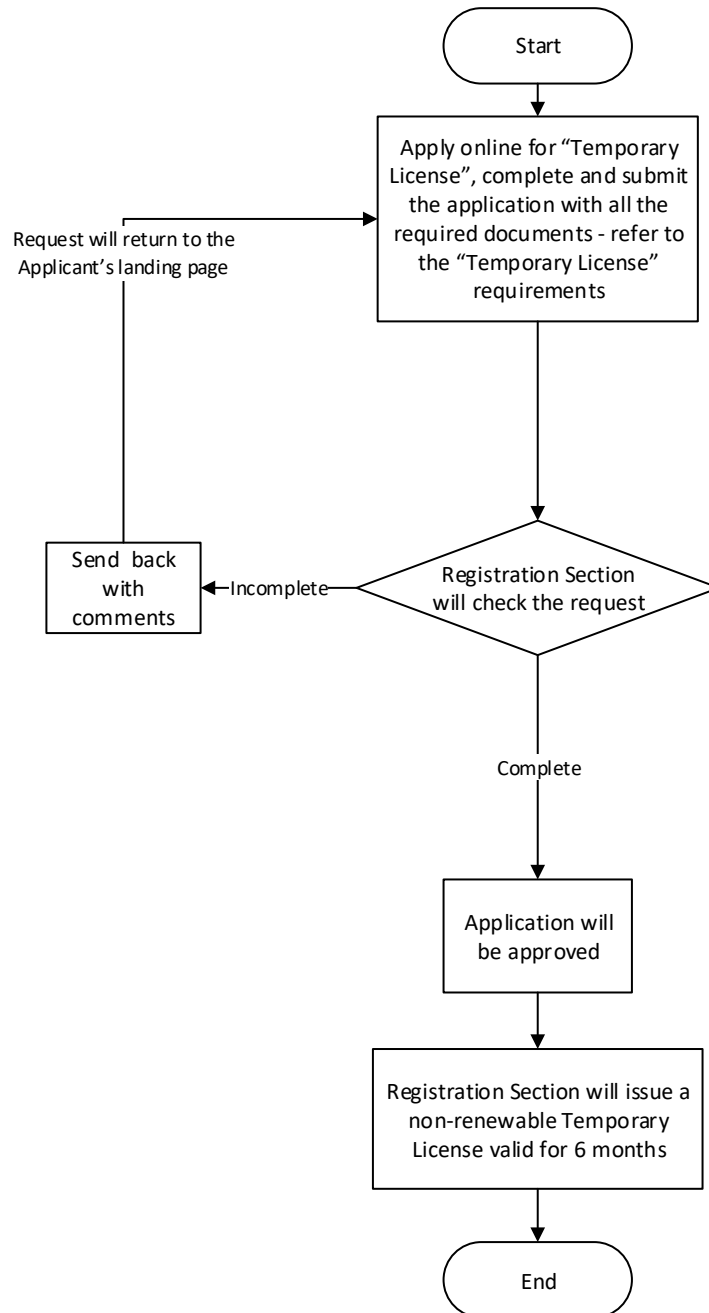 Start
Apply online for “Temporary
License”, complete and submit
the application with all the
required documents - refer to
the “Temporary License”
requirements
Request will return to the
Applicant’s landing page
Send back
with
comments
Incomplete
Registration Section
will check the request
Complete
Application will
be approved
Registration Section will issue a
non-renewable Temporary
License valid for 6 months
End